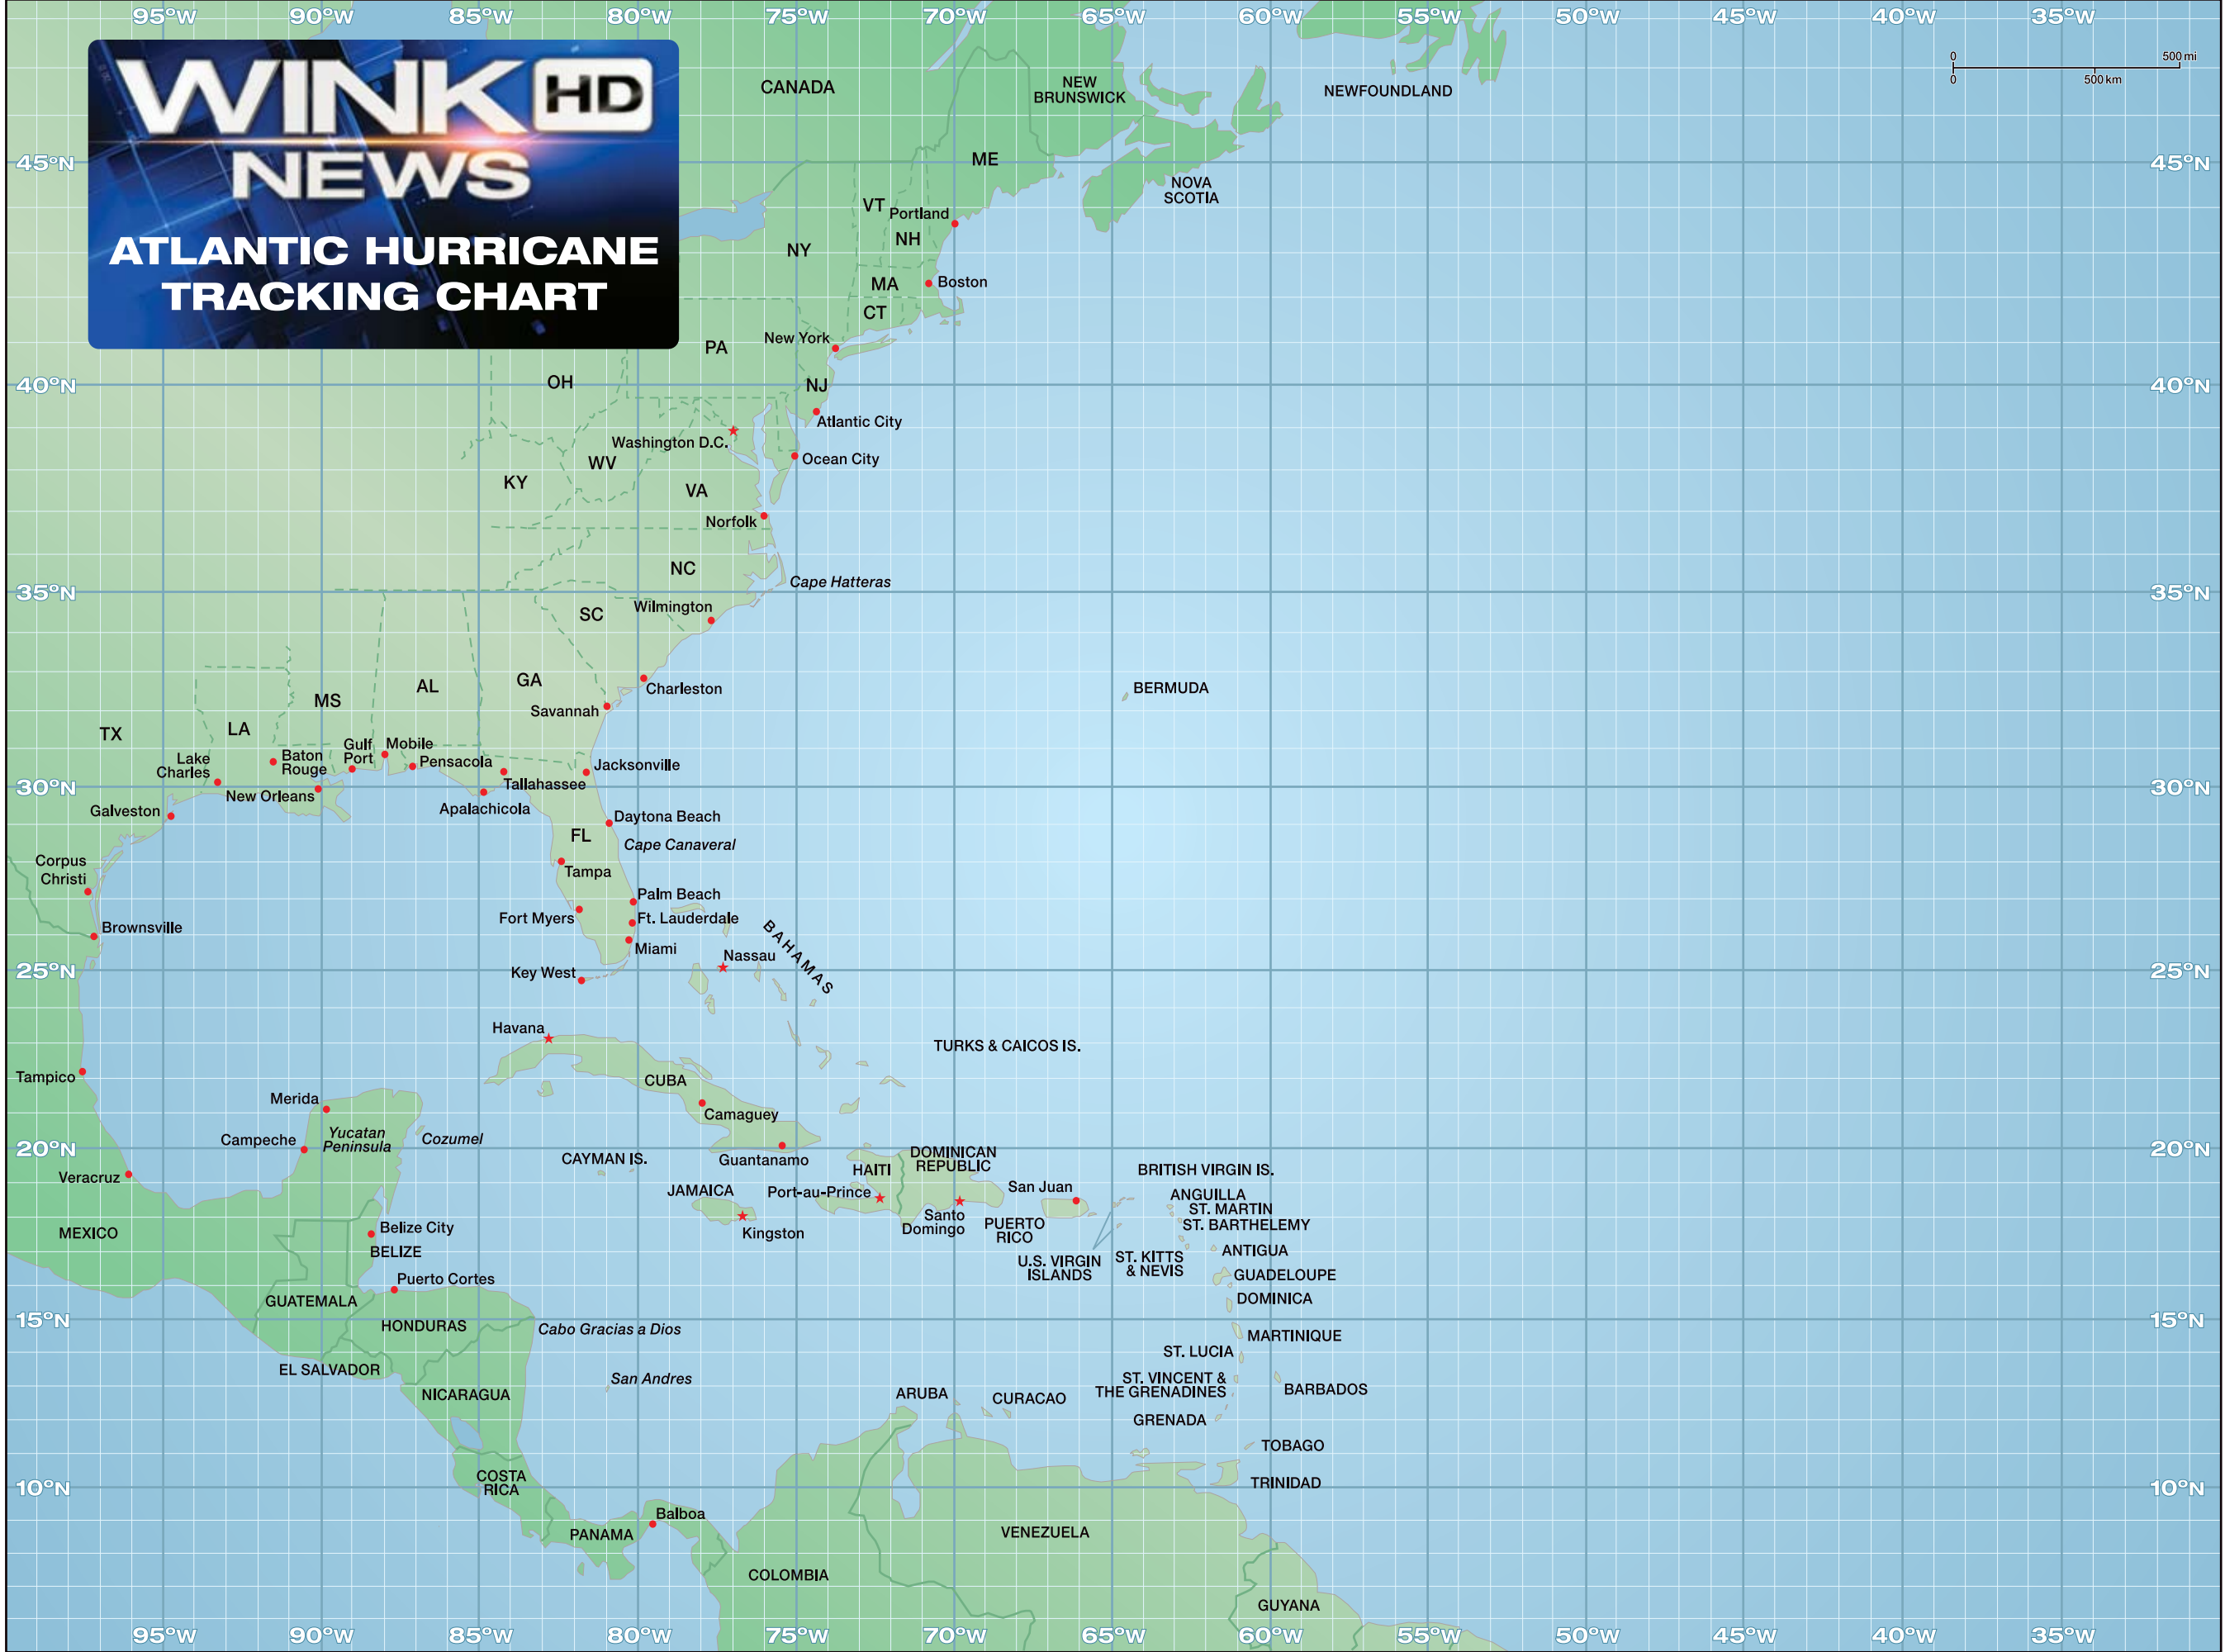 95°W 90°W 85°W 80°W 75°W 70°W 65°W 60°W 55°W 50°W 45°W 40°W 35°W
WINK HD
NEWS
ATLANTIC HURRICANE
TRACKING CHART
0 500 mi
0 500 km
CANADA
NEW
BRUNSWICK
NEWFOUNDLAND
45°N
45°N
ME
NOVA
SCOTIA
VT
Portland
NH
NY
MA
Boston
CT
New York
PA
OH
40°N
NJ
40°N
Atlantic City
Washington D.C.
Ocean City
WV
KY
VA
Norfolk
NC
Cape Hatteras
35°N
35°N
SC
Wilmington
GA
AL
Charleston
BERMUDA
MS
Savannah
LA
TX
Gulf
Port
Mobile
Lake
Charles
Baton
Rouge
Pensacola
Jacksonville
Tallahassee
30°N
30°N
New Orleans
Apalachicola
Galveston
Daytona Beach
FL
Cape Canaveral
Corpus
Christi
Tampa
Palm Beach
Fort Myers
Ft. Lauderdale
Brownsville
Miami
BAHAMAS
Nassau
25°N
Key West
25°N
Havana
TURKS & CAICOS IS.
Tampico
CUBA
Merida
Camaguey
Yucatan
Peninsula
Campeche
Cozumel
20°N
20°N
CAYMAN IS.
Guantanamo
HAITI
DOMINICAN
REPUBLIC
BRITISH VIRGIN IS.
Veracruz
JAMAICA
Port-au-Prince
San Juan
ANGUILLA
ST. MARTIN
Santo
Domingo
PUERTO
RICO
ST. BARTHELEMY
MEXICO
Belize City
Kingston
BELIZE
ANTIGUA
U.S. VIRGIN
ISLANDS
ST. KITTS
& NEVIS
Puerto Cortes
GUADELOUPE
GUATEMALA
DOMINICA
15°N
15°N
HONDURAS
Cabo Gracias a Dios
MARTINIQUE
ST. LUCIA
EL SALVADOR
San Andres
ST. VINCENT &
THE GRENADINES
BARBADOS
NICARAGUA
ARUBA
CURACAO
GRENADA
TOBAGO
COSTA
RICA
TRINIDAD
10°N
10°N
Balboa
PANAMA
VENEZUELA
COLOMBIA
GUYANA
95°W 90°W 85°W 80°W 75°W 70°W 65°W 60°W 55°W 50°W 45°W 40°W 35°W